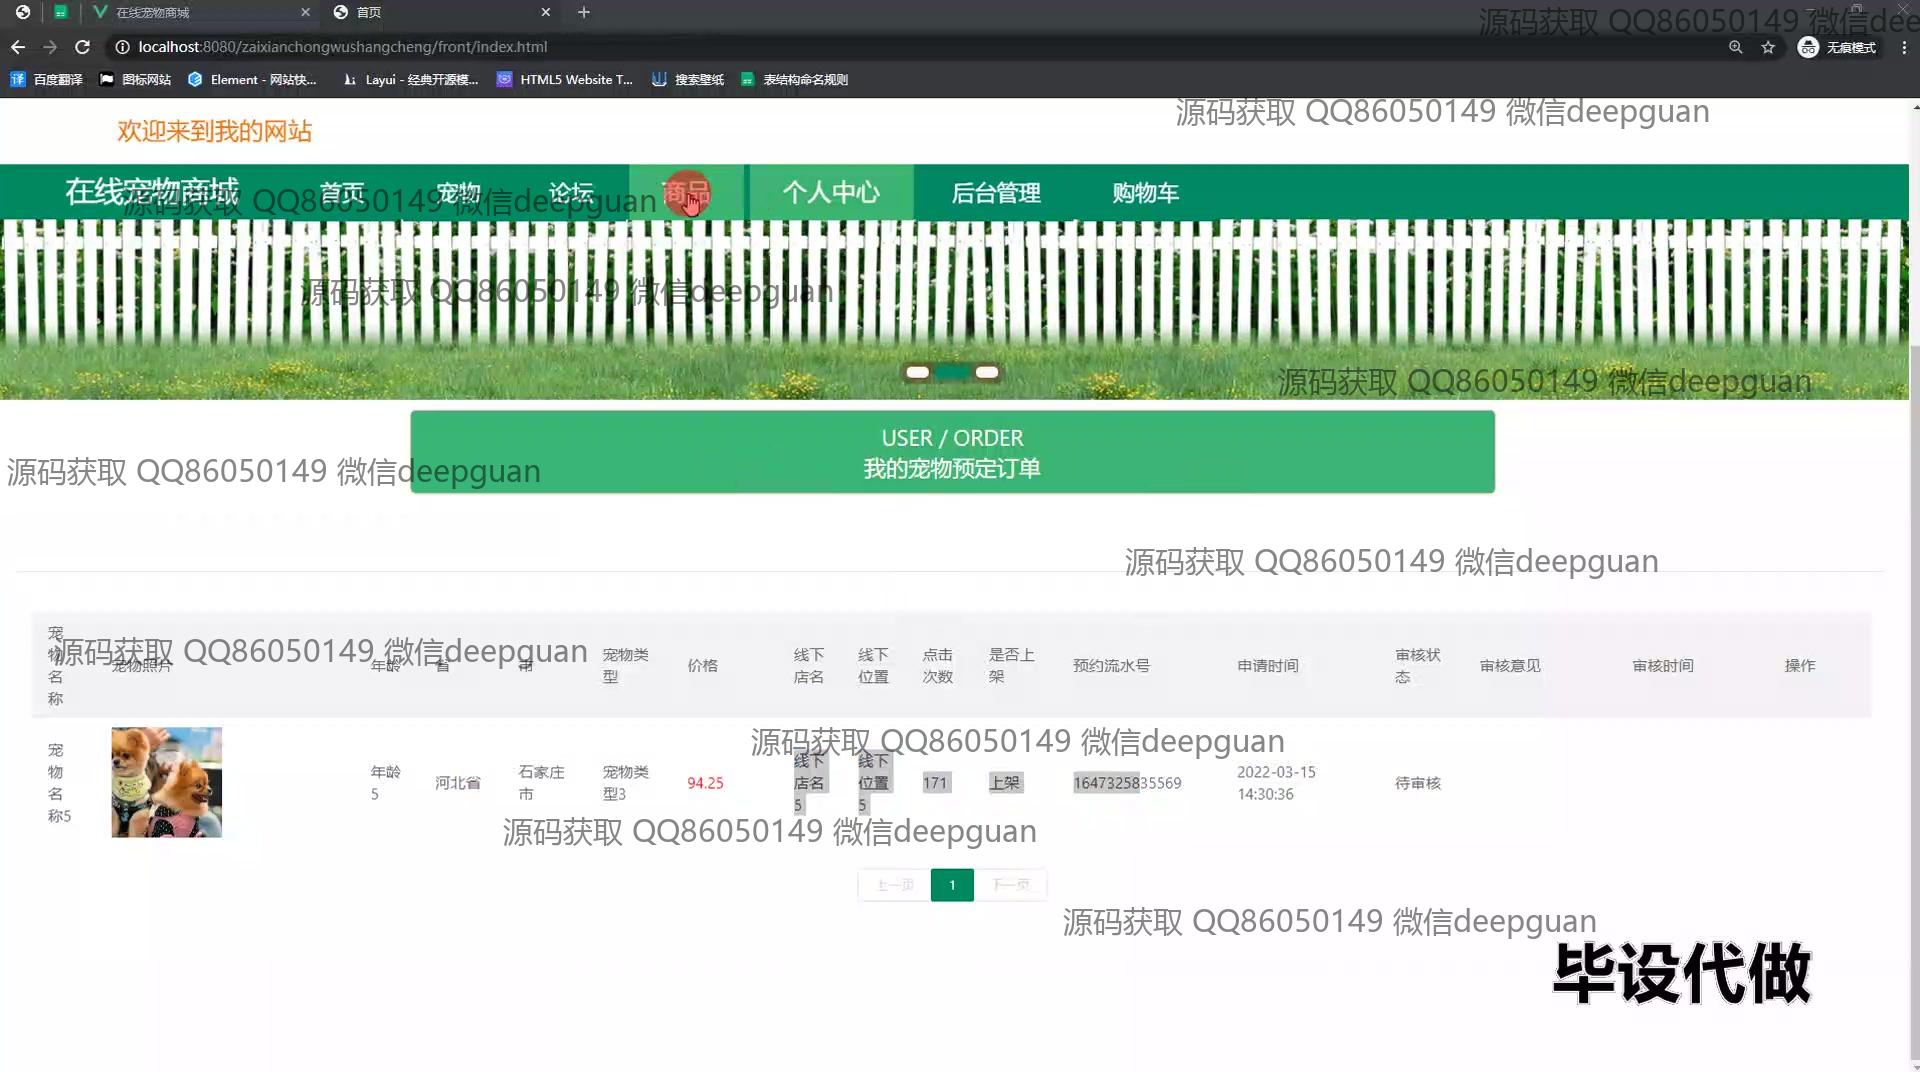 在线宠物商城
首页
源码获取 QQ86050149 微信dee
localhost:8080/zaixianchongwushangcheng/front/index.html
无痕模式
百度翻译
图标网站
Element - 网站快...
Layui - 经典开源模...
HTML5 Website T...
搜索壁纸
表结构命名规则
源码获取 QQ86050149 微信deepguan
欢迎来到我的网站
在线宠物商城
首页
宠物
论坛
商品
个人中心
后台管理
购物车
源码获取 QQ86050149 微信deepguan
源码获取 QQ86050149 微信deepguan
源码获取 QQ86050149 微信deepguan
USER / ORDER
我的宠物预定订单
源码获取 QQ86050149 微信deepguan
源码获取 QQ86050149 微信deepguan
源码获取 QQ86050149 微信deepguan
宠物名称
宠物照片
年龄
省
市
宠物类型
价格
线下店名
线下位置
点击次数
是否上架
预约流水号
申请时间
审核状态
审核意见
审核时间
操作
源码获取 QQ86050149 微信deepguan
宠物名称5
年龄5
河北省
石家庄市
宠物类型3
94.25
线下店名5
线下位置5
171
上架
1647325835569
2022-03-15 14:30:36
待审核
源码获取 QQ86050149 微信deepguan
上一页
1
下一页
源码获取 QQ86050149 微信deepguan
毕设代做